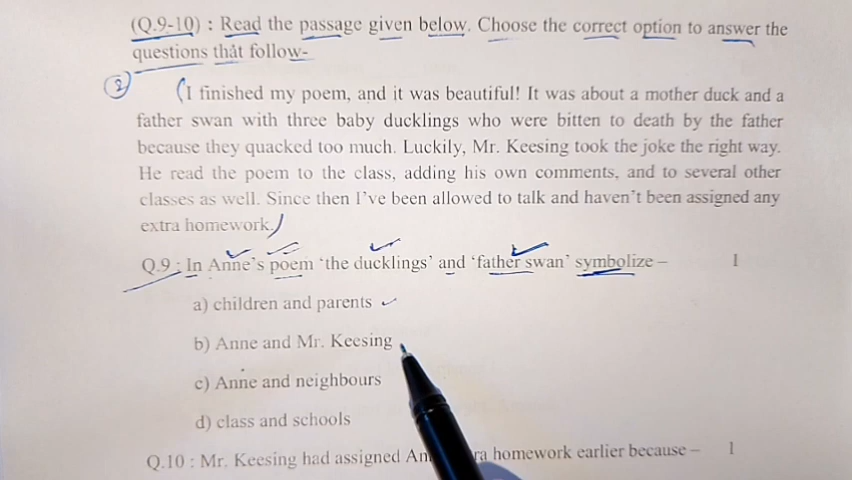 (Q.9-10) : Read the passage given below. Choose the correct option to answer the
questions that follow-
2
(I finished my poem, and it was beautiful! It was about a mother duck and a
father swan with three baby ducklings who were bitten to death by the father
because they quacked too much. Luckily, Mr. Keesing took the joke the right way.
He read the poem to the class, adding his own comments, and to several other
classes as well. Since then I've been allowed to talk and haven't been assigned any
extra homework.)
Q.9 : In Anne's poem 'the ducklings' and 'father swan' symbolize – 1
a) children and parents
b) Anne and Mr. Keesing
c) Anne and neighbours
d) class and schools
Q.10 : Mr. Keesing had assigned homework earlier because – 1